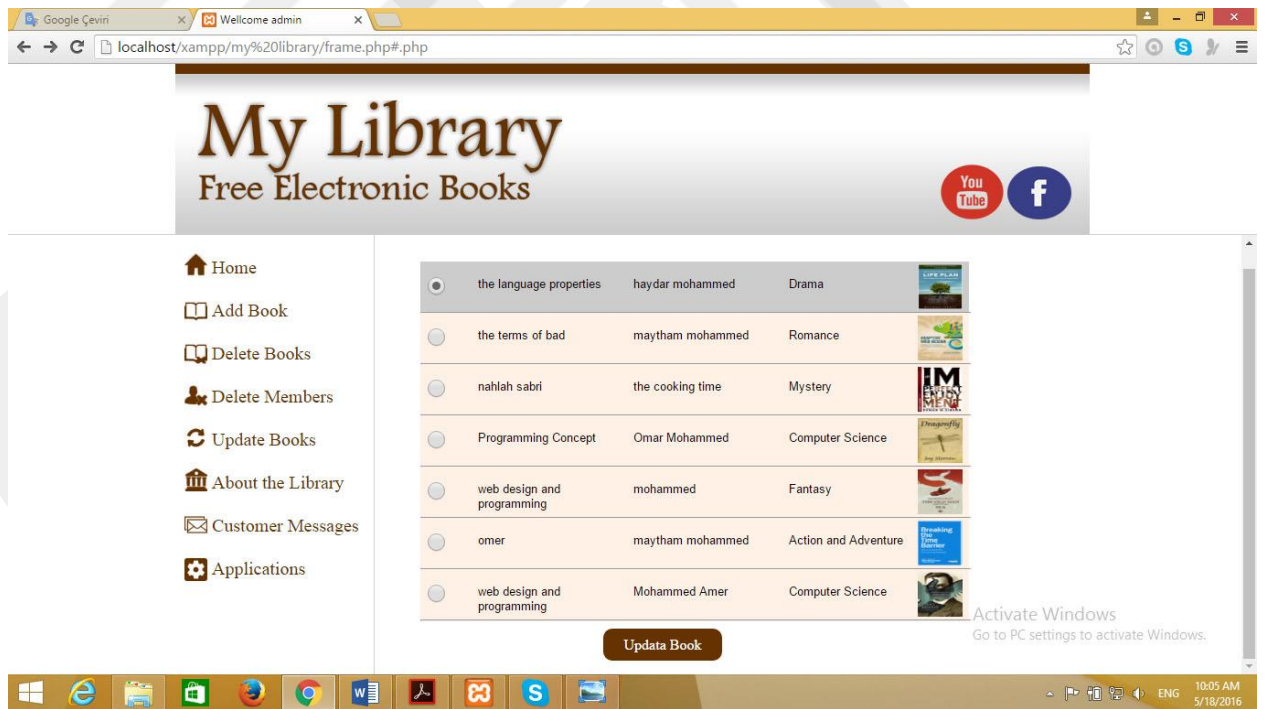 Google Çeviri
Wellcome admin
localhost/xampp/my%20library/frame.php#.php
My Library
Free Electronic Books
You
Tube
f
Home
Add Book
Delete Books
Delete Members
Update Books
About the Library
Customer Messages
Applications
the language properties haydar mohammed Drama
LIFE PLAN
the terms of bad maytham mohammed Romance
nahlah sabri the cooking time Mystery
IM
PERFECT
ENJOY
MENT
Programming Concept Omar Mohammed Computer Science
Dragonfly
web design and mohammed Fantasy
programming
omer maytham mohammed Action and Adventure
Breaking
the
Time
Barrier
web design and Mohammed Amer Computer Science
programming
Updata Book
Activate Windows
Go to PC settings to activate Windows.
ENG
10:05 AM
5/18/2016